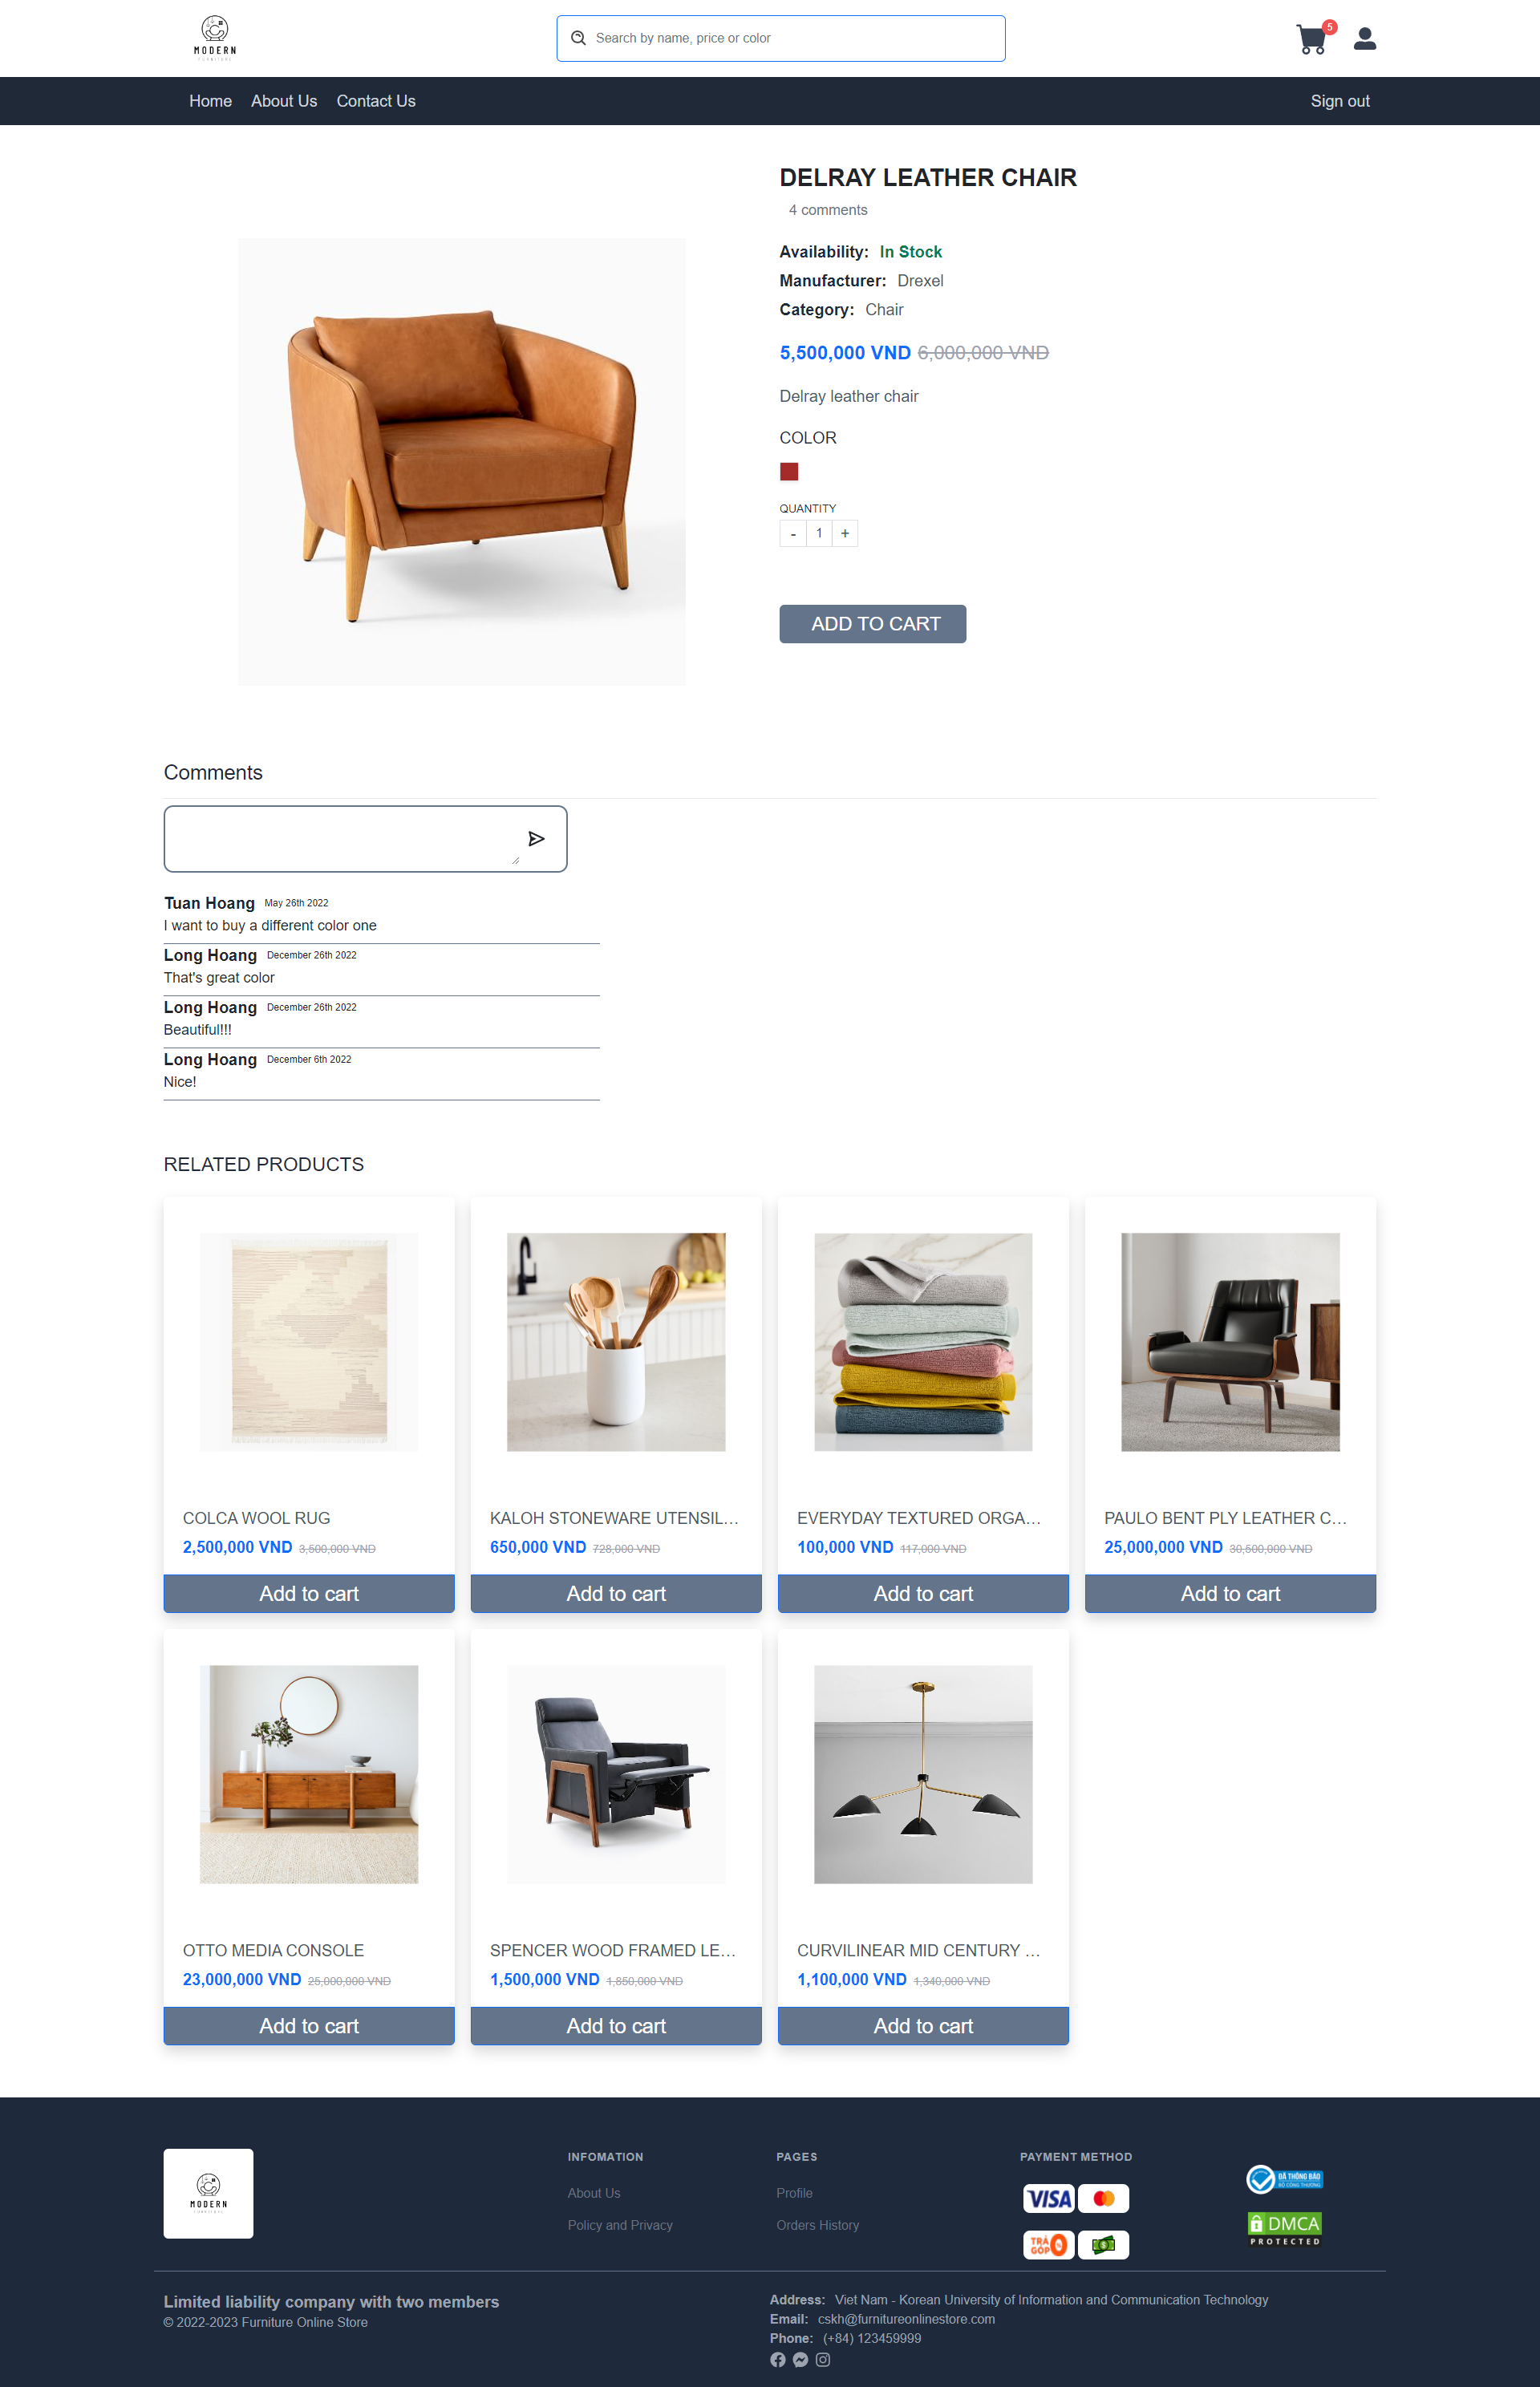 MODERN
FURNITURE
Search by name, price or color
5
Home About Us Contact Us Sign out
DELRAY LEATHER CHAIR
4 comments
Availability: In Stock
Manufacturer: Drexel
Category: Chair
5,500,000 VND 6,000,000 VND
Delray leather chair
COLOR
QUANTITY
- 1 +
ADD TO CART
Comments
Tuan Hoang May 26th 2022
I want to buy a different color one
Long Hoang December 26th 2022
That's great color
Long Hoang December 26th 2022
Beautiful!!!
Long Hoang December 6th 2022
Nice!
RELATED PRODUCTS
COLCA WOOL RUG
2,500,000 VND 3,500,000 VND
Add to cart
KALOH STONEWARE UTENSIL...
650,000 VND 728,000 VND
Add to cart
EVERYDAY TEXTURED ORGA...
100,000 VND 117,000 VND
Add to cart
PAULO BENT PLY LEATHER C...
25,000,000 VND 30,500,000 VND
Add to cart
OTTO MEDIA CONSOLE
23,000,000 VND 25,000,000 VND
Add to cart
SPENCER WOOD FRAMED LE...
1,500,000 VND 1,850,000 VND
Add to cart
CURVILINEAR MID CENTURY ...
1,100,000 VND 1,340,000 VND
Add to cart
MODERN
INFOMATION
About Us
Policy and Privacy
PAGES
Profile
Orders History
PAYMENT METHOD
VISA
TRẢ GÓP 0
ĐÃ THÔNG BÁO
BỘ CÔNG THƯƠNG
DMCA
PROTECTED
Limited liability company with two members
© 2022-2023 Furniture Online Store
Address: Viet Nam - Korean University of Information and Communication Technology
Email: cskh@furnitureonlinestore.com
Phone: (+84) 123459999